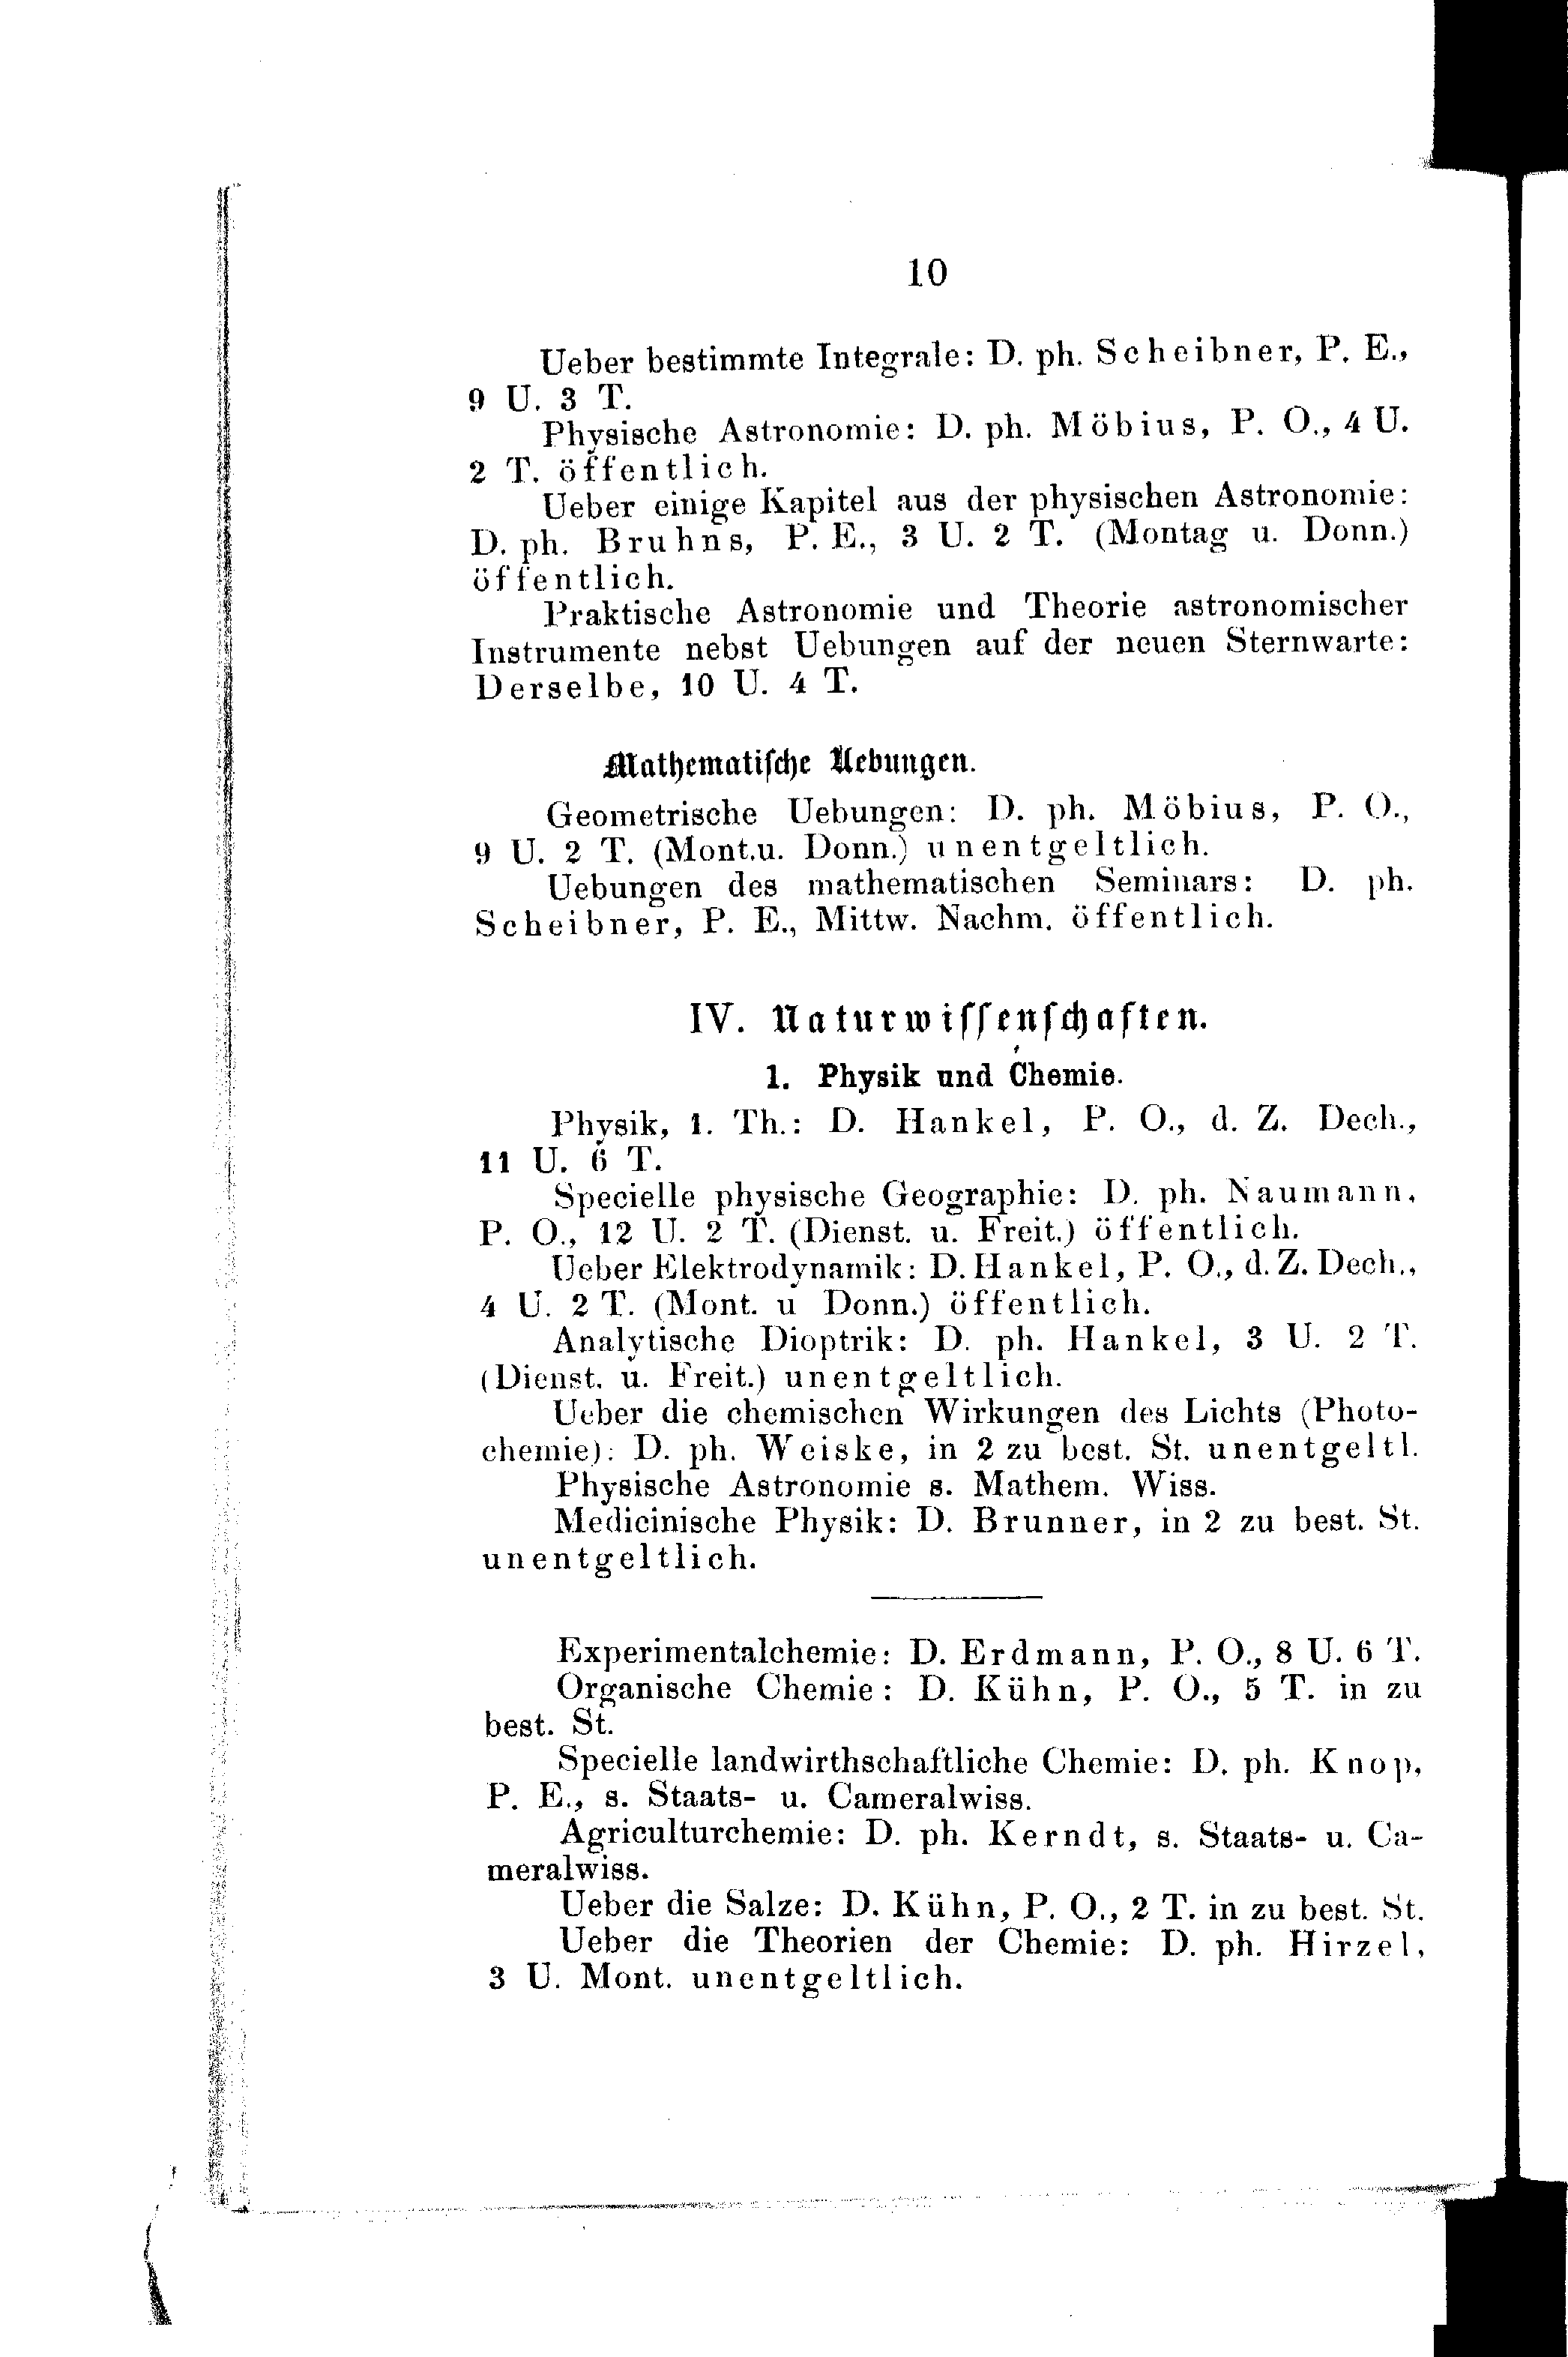 10
Ueber bestimmte Integrale: D. ph. Scheibner, P. E.,
9 U. 3 T.
Physische Astronomie: D. ph. Möbius, P. O., 4 U.
2 T. öffentlich.
Ueber einige Kapitel aus der physischen Astronomie:
D. ph. Bruhns, P. E., 3 U. 2 T. (Montag u. Donn.)
öffentlich.
Praktische Astronomie und Theorie astronomischer
Instrumente nebst Uebungen auf der neuen Sternwarte:
Derselbe, 10 U. 4 T.
Mathematiſche Uebungen.
Geometrische Uebungen: D. ph. Möbius, P. O.,
9 U. 2 T. (Mont.u. Donn.) unentgeltlich.
Uebungen des mathematischen Seminars: D. ph.
Scheibner, P. E., Mittw. Nachm. öffentlich.
IV. Naturwiſſenſchaften.
1. Physik und Chemie.
Physik, 1. Th.: D. Hankel, P. O., d. Z. Dech.,
11 U. 6 T.
Specielle physische Geographie: D. ph. Naumann,
P. O., 12 U. 2 T. (Dienst. u. Freit.) öffentlich.
Ueber Elektrodynamik: D. Hankel, P. O., d. Z. Dech.,
4 U. 2 T. (Mont. u Donn.) öffentlich.
Analytische Dioptrik: D. ph. Hankel, 3 U. 2 T.
(Dienst. u. Freit.) unentgeltlich.
Ueber die chemischen Wirkungen des Lichts (Photo-
chemie): D. ph. Weiske, in 2 zu best. St. unentgeltl.
Physische Astronomie s. Mathem. Wiss.
Medicinische Physik: D. Brunner, in 2 zu best. St.
unentgeltlich.
Experimentalchemie: D. Erdmann, P. O., 8 U. 6 T.
Organische Chemie: D. Kühn, P. O., 5 T. in zu
best. St.
Specielle landwirthschaftliche Chemie: D. ph. Knop,
P. E., s. Staats- u. Cameralwiss.
Agriculturchemie: D. ph. Kerndt, s. Staats- u. Ca-
meralwiss.
Ueber die Salze: D. Kühn, P. O., 2 T. in zu best. St.
Ueber die Theorien der Chemie: D. ph. Hirzel,
3 U. Mont. unentgeltlich.